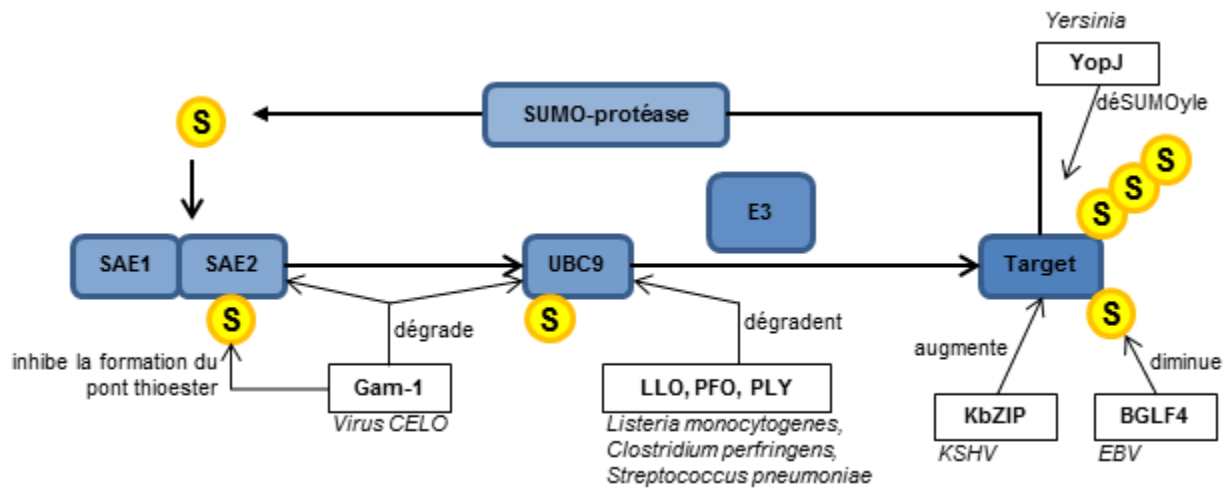 Yersinia
YopJ
déSUMOyle
SUMO-protéase
S
S
S
S
E3
SAE1
SAE2
UBC9
Target
S
S
S
dégrade
dégradent
inhibe la formation du
pont thioester
augmente
diminue
Gam-1
Virus CELO
LLO, PFO, PLY
Listeria monocytogenes,
Clostridium perfringens,
Streptococcus pneumoniae
KbZIP
KSHV
BGLF4
EBV